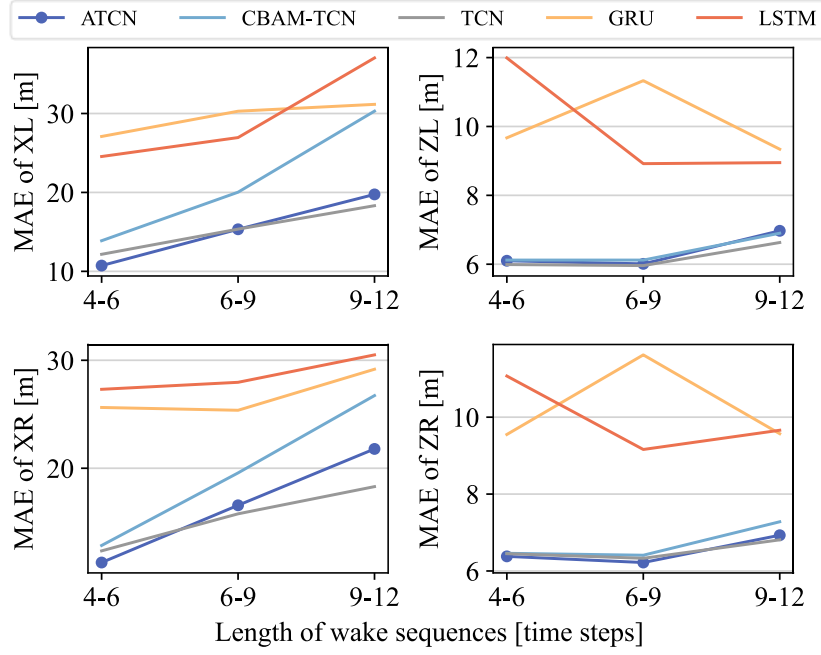 ATCN CBAM-TCN TCN GRU LSTM
MAE of XL [m]
30
20
10
4-6 6-9 9-12
MAE of ZL [m]
12
10
8
6
4-6 6-9 9-12
MAE of XR [m]
30
20
4-6 6-9 9-12
MAE of ZR [m]
10
8
6
4-6 6-9 9-12
Length of wake sequences [time steps]